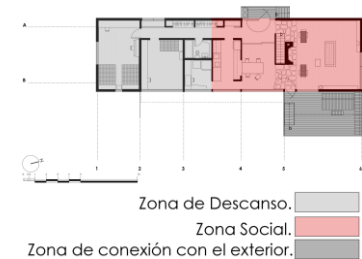 A
B
1 2 3 4 5 6
Zona de Descanso.
Zona Social.
Zona de conexión con el exterior.